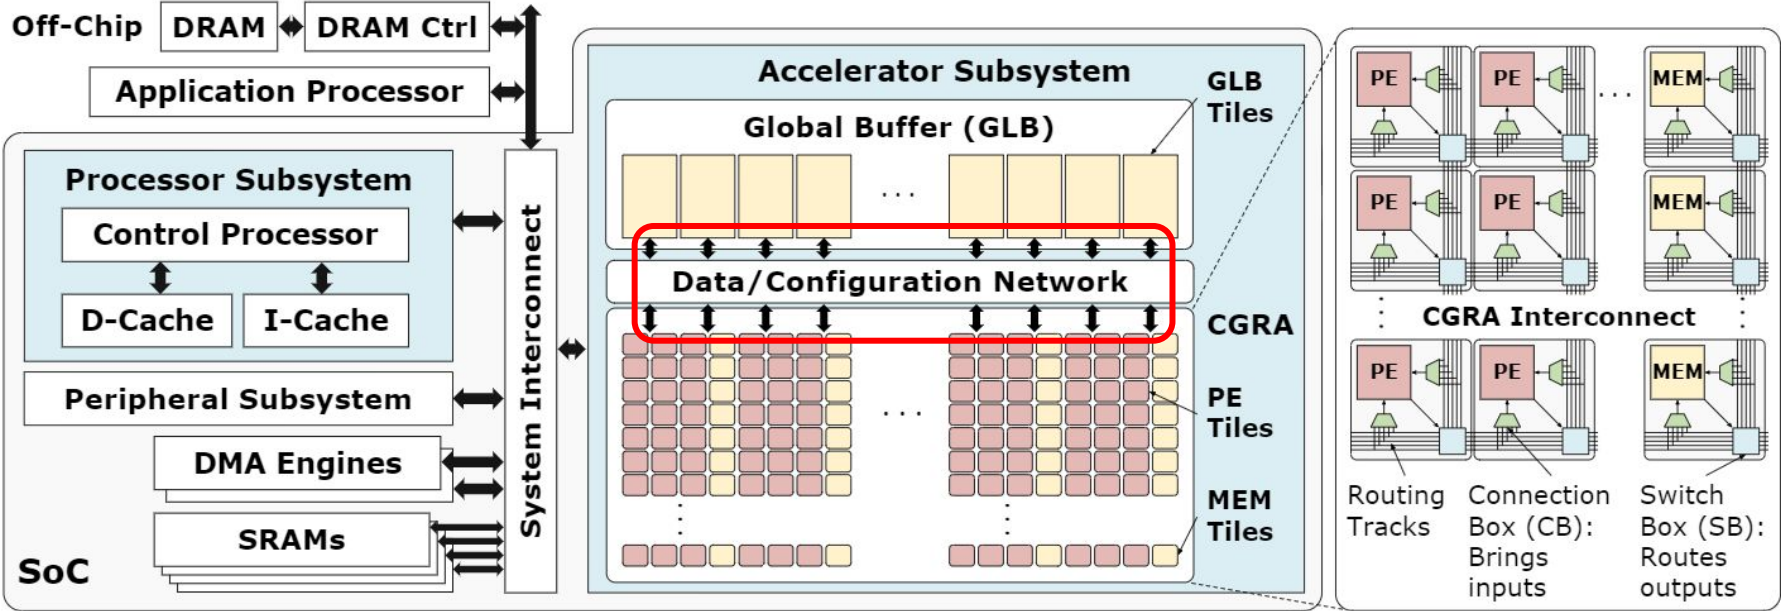 Off-Chip
DRAM
DRAM Ctrl
Application Processor
Processor Subsystem
Control Processor
D-Cache
I-Cache
Peripheral Subsystem
DMA Engines
SRAMs
SoC
System Interconnect
Accelerator Subsystem
Global Buffer (GLB)
...
GLB
Tiles
Data/Configuration Network
CGRA
...
PE
Tiles
MEM
Tiles
PE
PE
...
MEM
PE
PE
MEM
CGRA Interconnect
PE
PE
MEM
Routing
Tracks
Connection
Box (CB):
Brings
inputs
Switch
Box (SB):
Routes
outputs